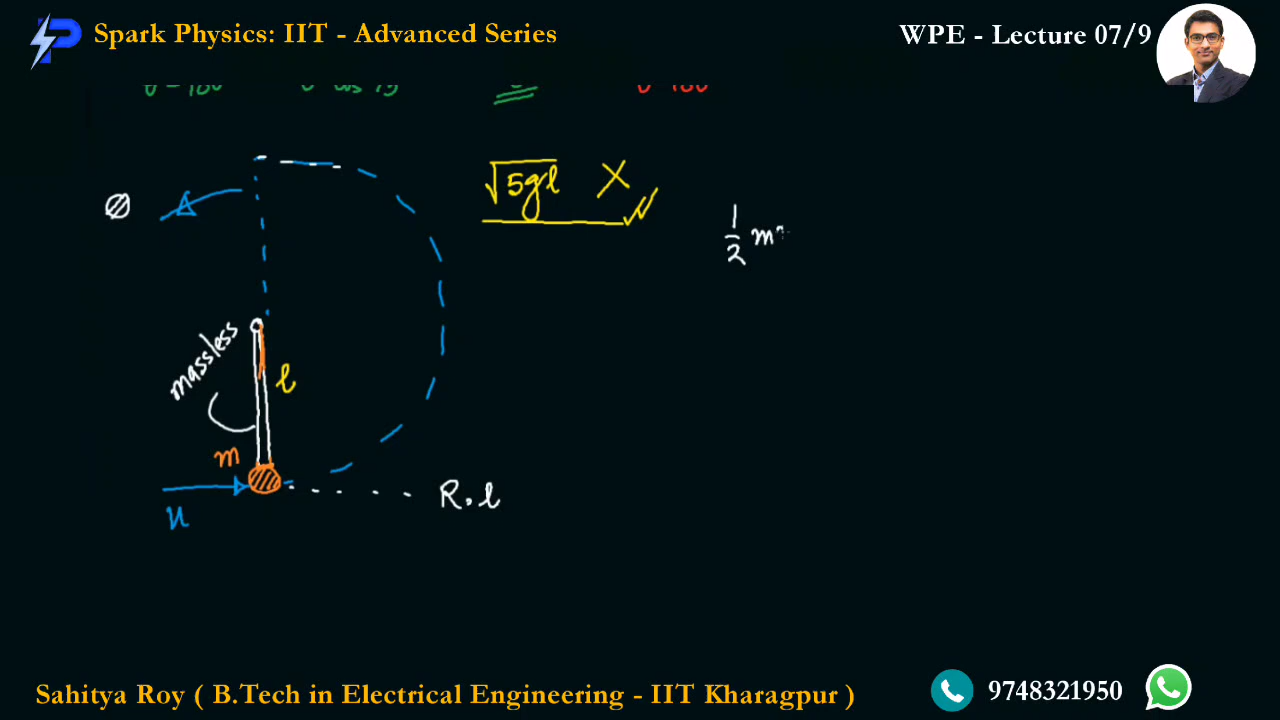 Spark Physics: IIT - Advanced Series
WPE - Lecture 07/9
√5gl X
1/2 m
massless
l
m
u
R.l
Sahitya Roy ( B.Tech in Electrical Engineering - IIT Kharagpur )
9748321950